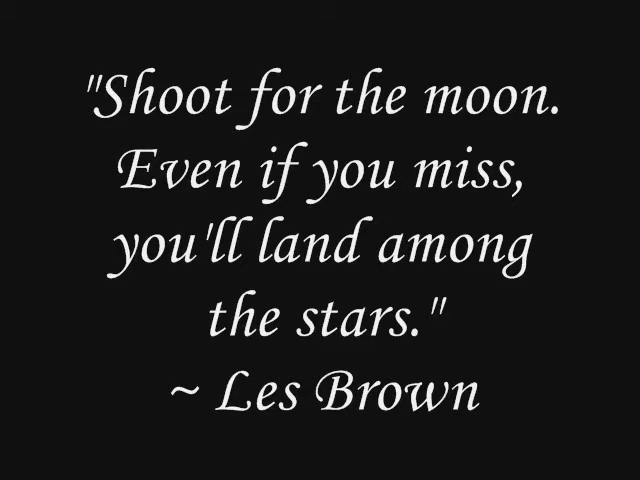 "Shoot for the moon.
Even if you miss,
you'll land among
the stars."
~ Les Brown